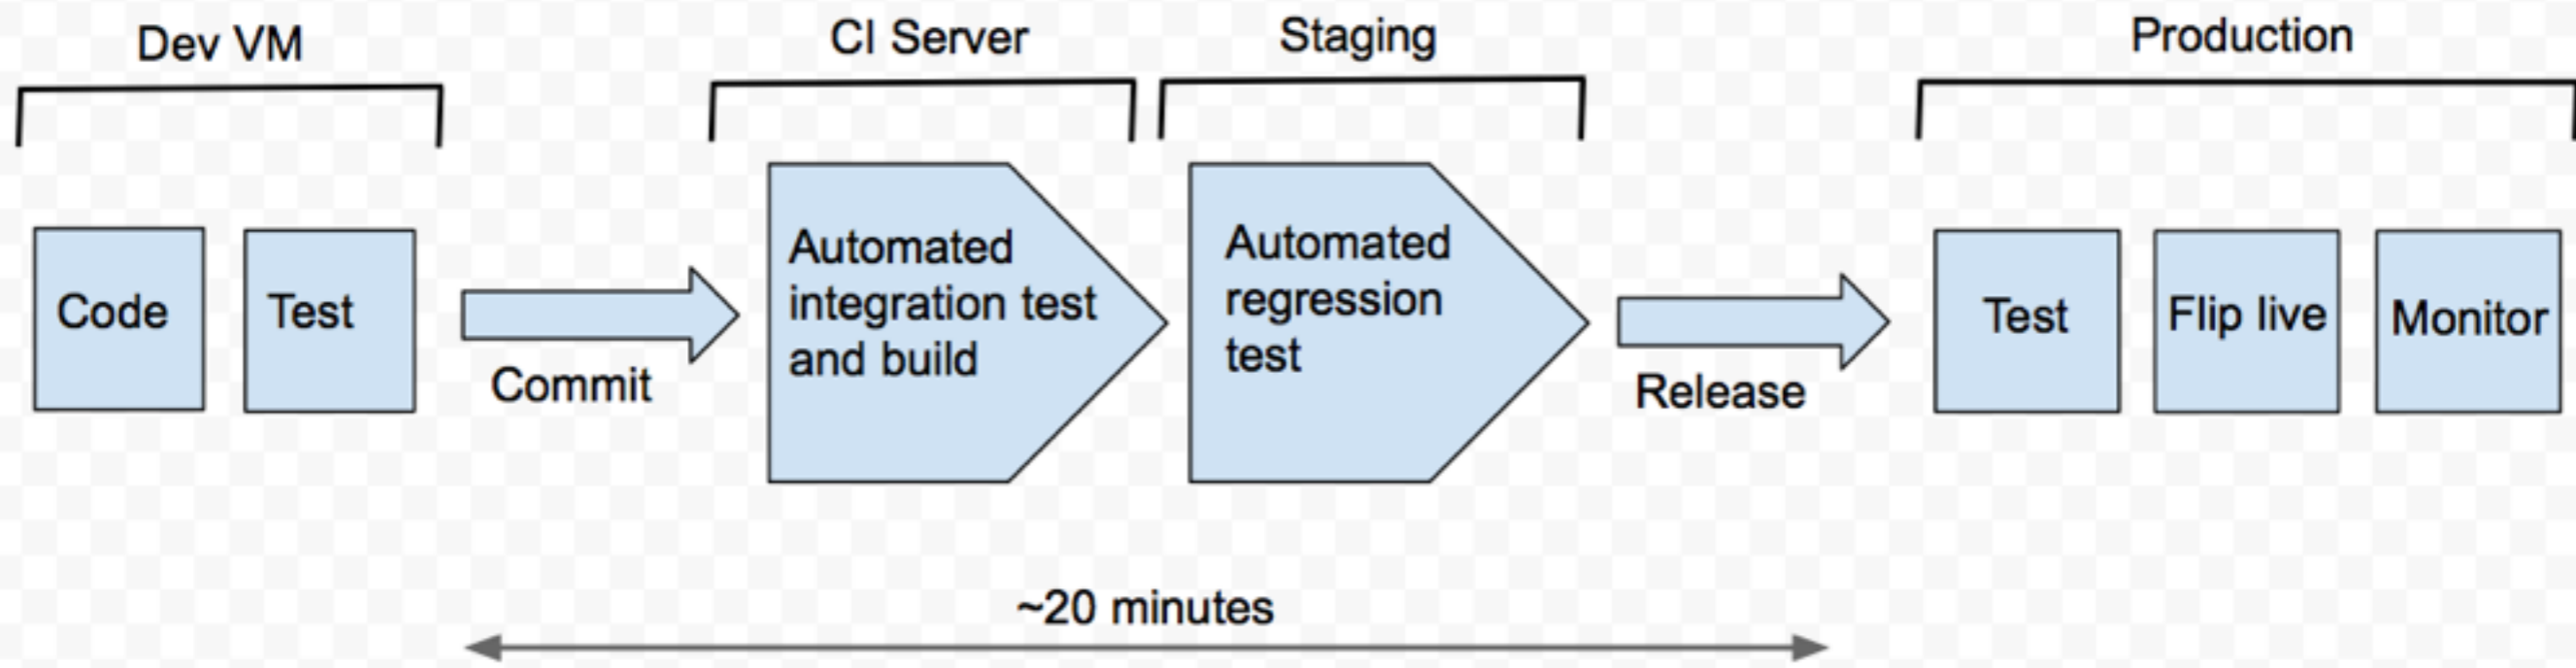 Dev VM
CI Server
Staging
Production
Code
Test
Commit
Automated
integration test
and build
Automated
regression
test
Release
Test
Flip live
Monitor
~20 minutes